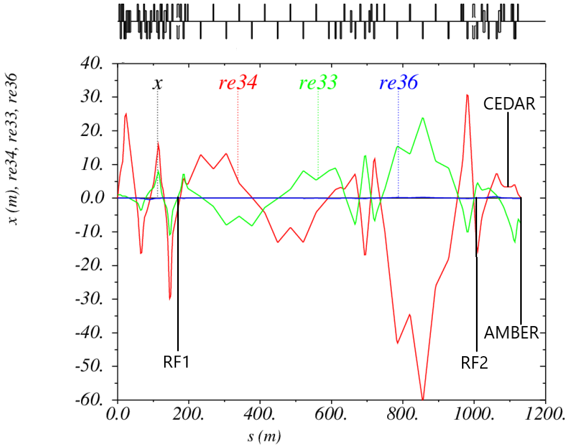 40.
30.
20.
10.
0.0
-10.
-20.
-30.
-40.
-50.
-60.
x (m), re34, re33, re36
x re34 re33 re36
CEDAR
RF1 RF2 AMBER
0.0 200. 400. 600. 800. 1000. 1200.
s (m)